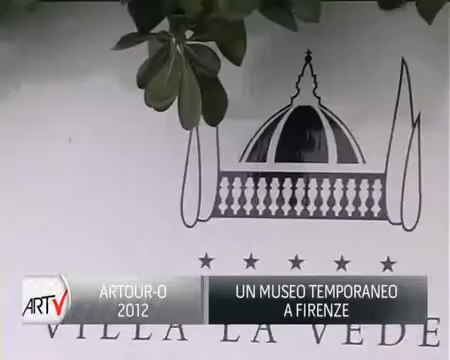 ARTV
ARTOUR-O
2012
UN MUSEO TEMPORANEO
A FIRENZE
VILLA LA VEDE